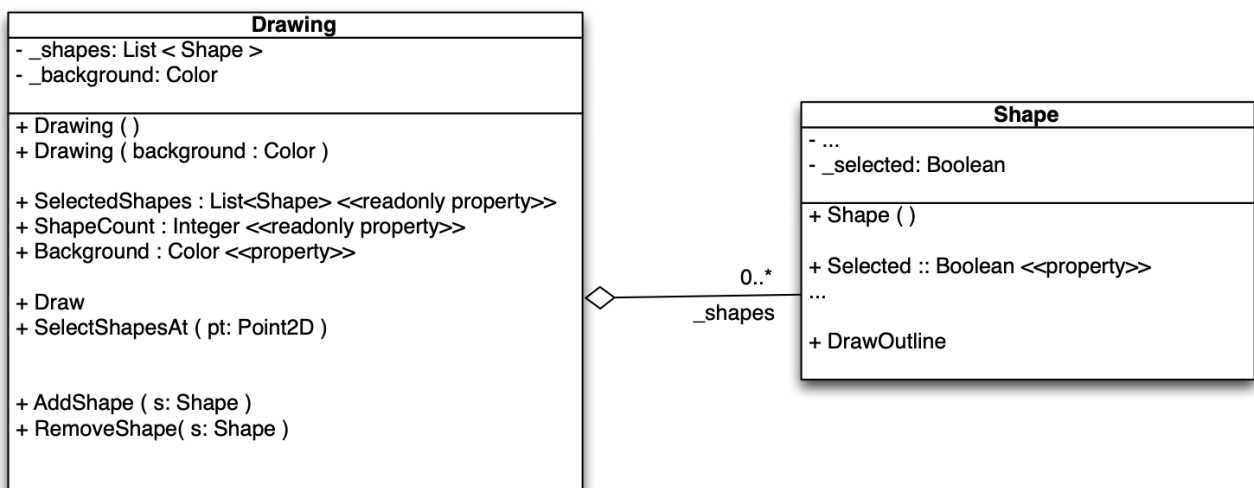 Drawing
- _shapes: List < Shape >
- _background: Color
+ Drawing ( )
+ Drawing ( background : Color )
+ SelectedShapes : List<Shape> <<readonly property>>
+ ShapeCount : Integer <<readonly property>>
+ Background : Color <<property>>
+ Draw
+ SelectShapesAt ( pt: Point2D )
+ AddShape ( s: Shape )
+ RemoveShape( s: Shape )
0..*
_shapes
Shape
- ...
- _selected: Boolean
+ Shape ( )
+ Selected :: Boolean <<property>>
...
+ DrawOutline